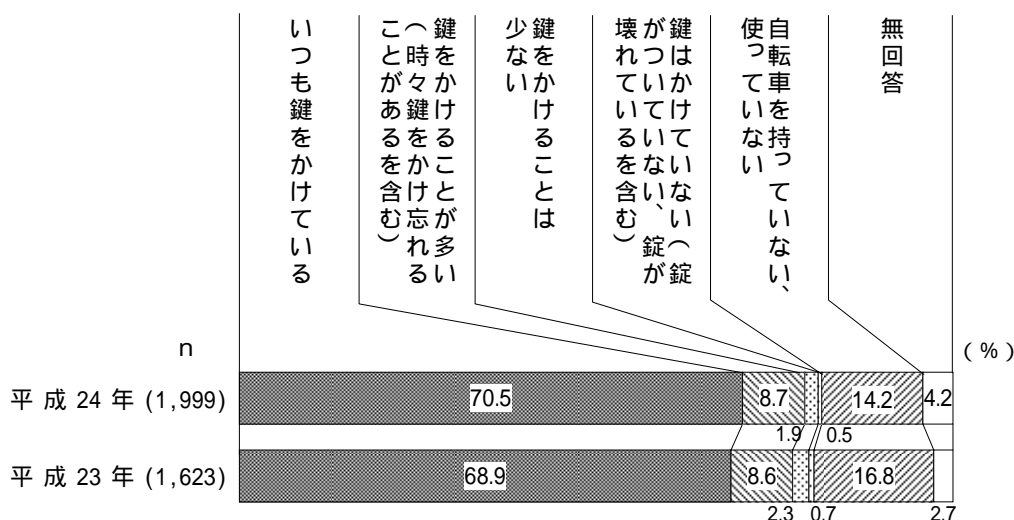 いつも鍵をかけている
鍵をかけることが多い
（時々鍵をかけ忘れる
ことがあるを含む）
鍵をかけることは
少ない
鍵はかけていない（錠
がついていない、錠が
壊れているを含む）
自転車を持っていない、
使っていない
無回答
n
(％)
平成24年 (1,999)
70.5
8.7
14.2
4.2
1.9
0.5
平成23年 (1,623)
68.9
8.6
16.8
2.3
0.7
2.7